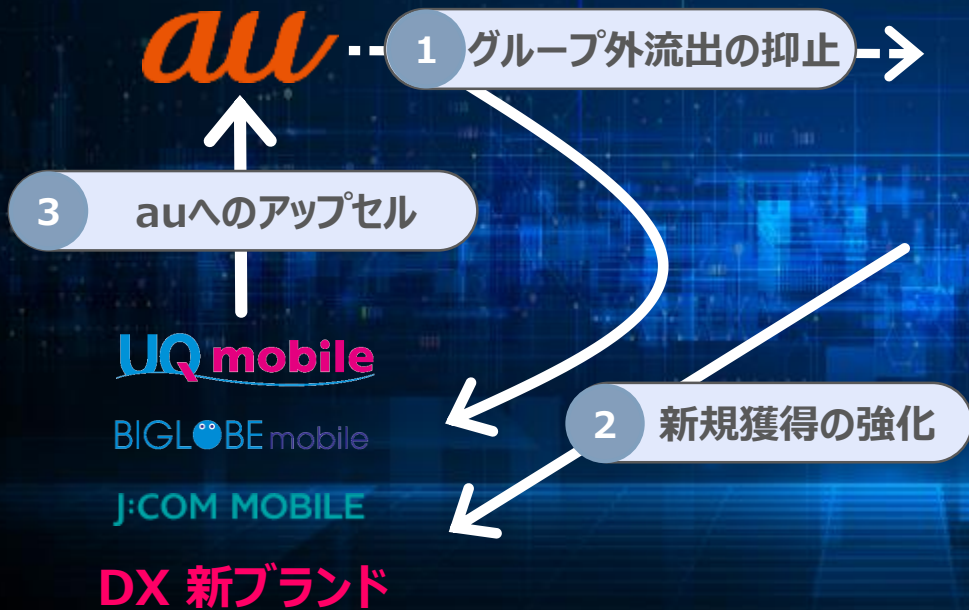 au
1 グループ外流出の抑止
3 auへのアップセル
UQ mobile
BIGLOBE mobile
2 新規獲得の強化
J:COM MOBILE
DX 新ブランド